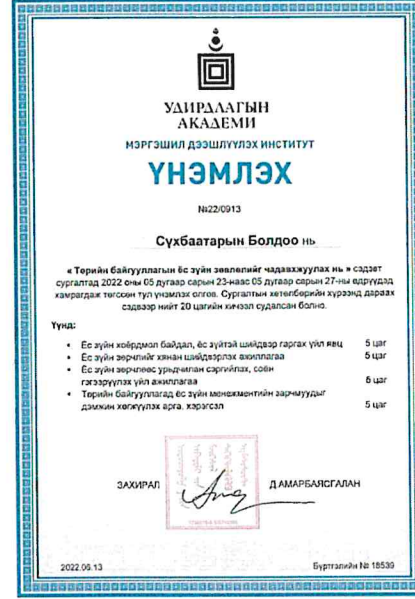 УДИРДЛАГЫН
АКАДЕМИ
МЭРГЭШИЛ ДЭЭШЛҮҮЛЭХ ИНСТИТУТ
ҮНЭМЛЭХ
№22/0913
Сүхбаатарын Болдоо нь
« Төрийн байгууллагын ёс зүйн зөвлөлийг чадавхжуулах нь » сэдэвт
сургалтад 2022 оны 05 дугаар сарын 23-наас 05 дугаар сарын 27-ны өдрүүдэд
хамрагдаж төгссөн тул үнэмлэх олгов. Сургалтын хөтөлбөрийн хүрээнд дараах
сэдвээр нийт 20 цагийн хичээл судалсан болно.
Үүнд:
• Ёс зүйн хоёрдмол байдал, ёс зүйтэй шийдвэр гаргах үйл явц 5 цаг
• Ёс зүйн зөрчлийг хянан шийдвэрлэх ажиллагаа 5 цаг
• Ёс зүйн зөрчлөөс урьдчилан сэргийлэх, соён
гэгээрүүлэх үйл ажиллагаа 5 цаг
• Төрийн байгууллагад ёс зүйн менежментийн зарчмуудыг
дэмжин хөгжүүлэх арга, хэрэгсэл 5 цаг
ЗАХИРАЛ Д.АМАРБАЯСГАЛАН
2022.06.13 Бүртгэлийн № 18539